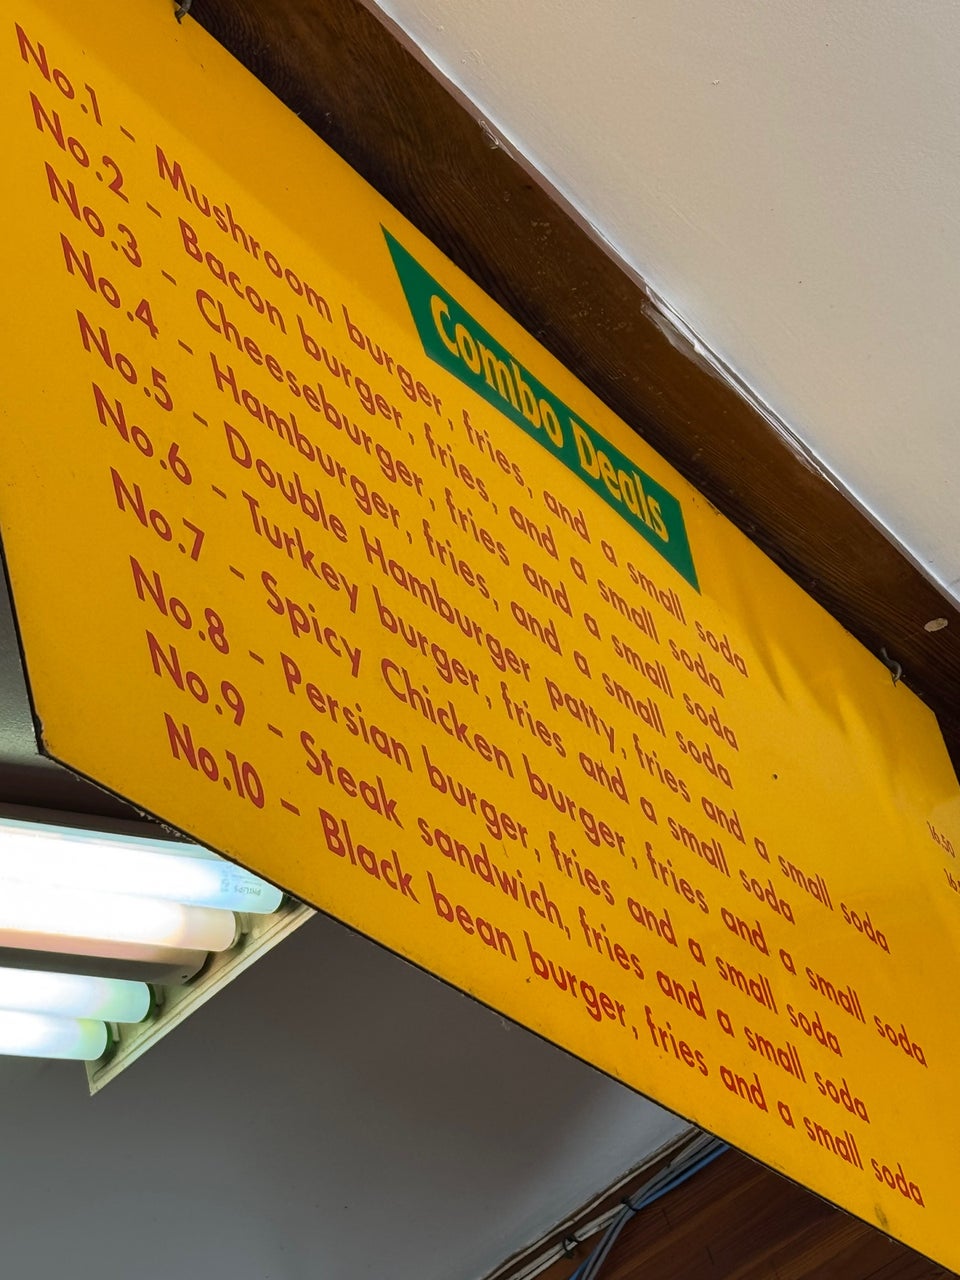 Combo Deals
No.1 - Mushroom burger, fries, and a small soda
No.2 - Bacon burger, fries, and a small soda
No.3 - Cheeseburger, fries and a small soda
No.4 - Hamburger, fries, and a small soda
No.5 - Double Hamburger patty, fries and a small soda
No.6 - Turkey burger, fries and a small soda
No.7 - Spicy Chicken burger, fries and a small soda
No.8 - Persian burger, fries and a small soda
No.9 - Steak sandwich, fries and a small soda
No.10 - Black bean burger, fries and a small soda
PHILIPS